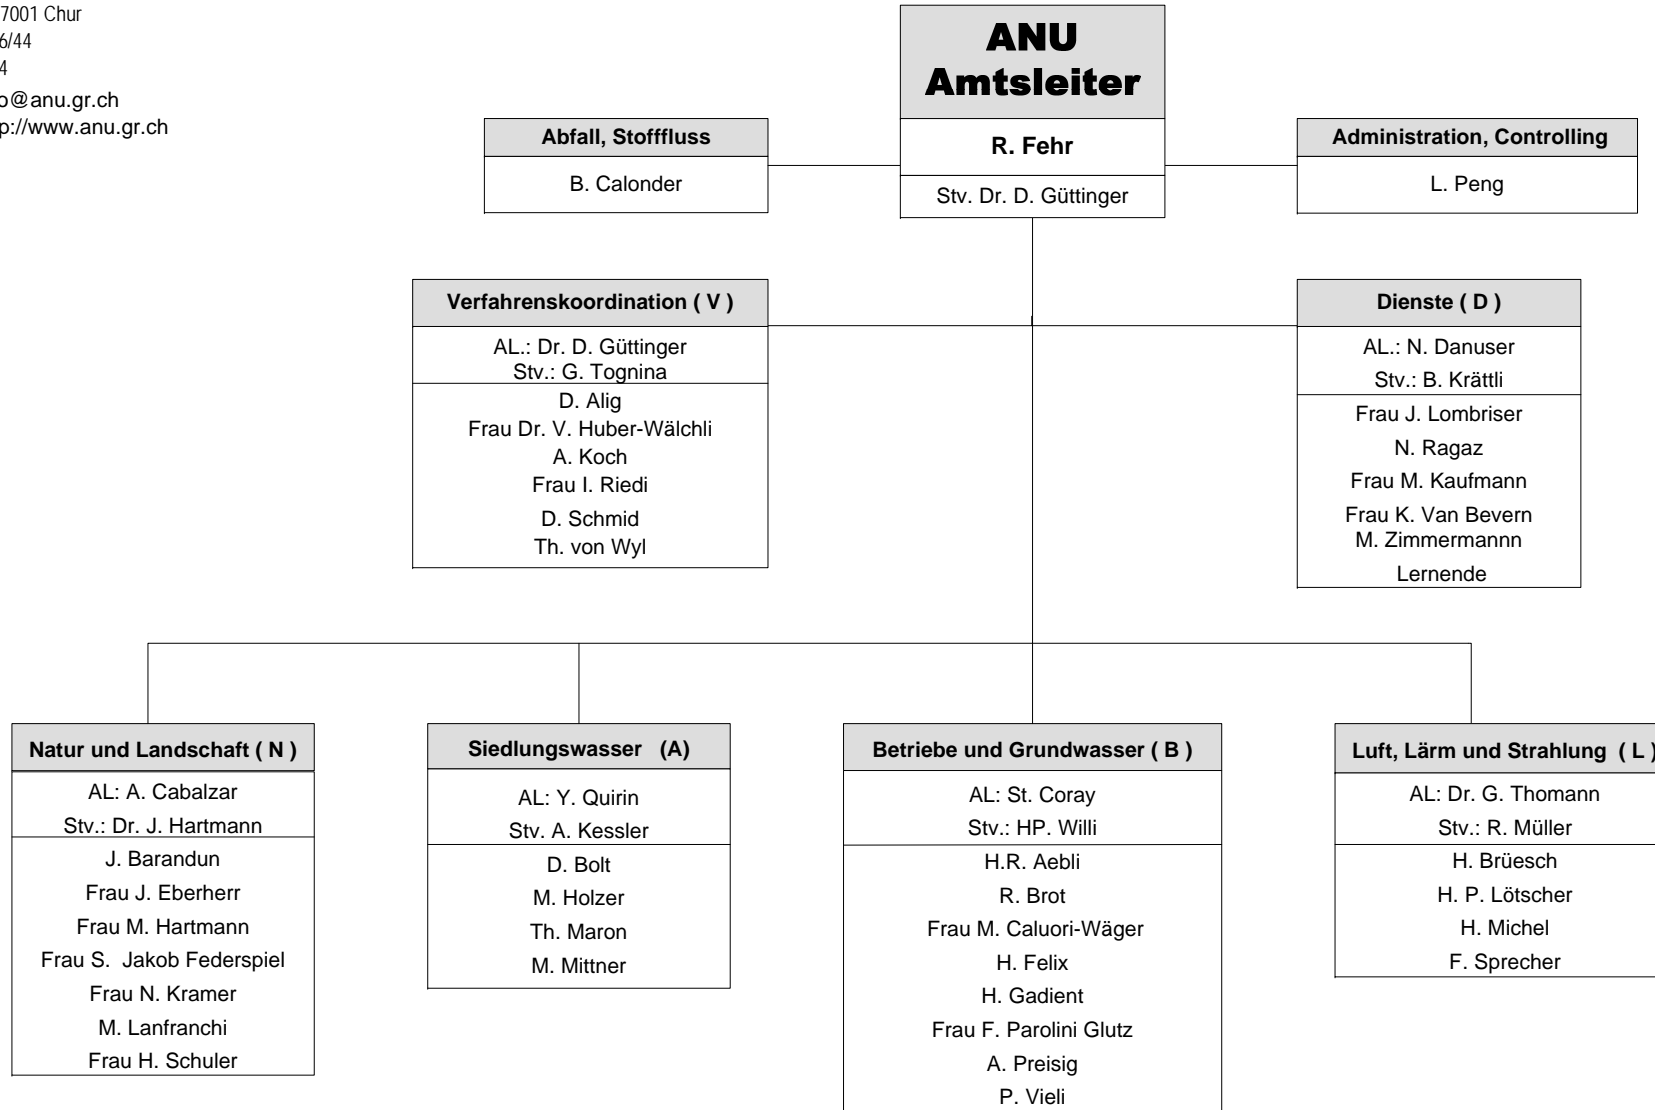 7001 Chur
6/44
4
o@anu.gr.ch
p://www.anu.gr.ch
ANU
Amtsleiter
R. Fehr
Stv. Dr. D. Güttinger
Abfall, Stofffluss
B. Calonder
Administration, Controlling
L. Peng
Verfahrenskoordination ( V )
AL.: Dr. D. Güttinger
Stv.: G. Tognina
D. Alig
Frau Dr. V. Huber-Wälchli
A. Koch
Frau I. Riedi
D. Schmid
Th. von Wyl
Dienste ( D )
AL.: N. Danuser
Stv.: B. Krättli
Frau J. Lombriser
N. Ragaz
Frau M. Kaufmann
Frau K. Van Bevern
M. Zimmermannn
Lernende
Natur und Landschaft ( N )
AL: A. Cabalzar
Stv.: Dr. J. Hartmann
J. Barandun
Frau J. Eberherr
Frau M. Hartmann
Frau S. Jakob Federspiel
Frau N. Kramer
M. Lanfranchi
Frau H. Schuler
Siedlungswasser (A)
AL: Y. Quirin
Stv. A. Kessler
D. Bolt
M. Holzer
Th. Maron
M. Mittner
Betriebe und Grundwasser ( B )
AL: St. Coray
Stv.: HP. Willi
H.R. Aebli
R. Brot
Frau M. Caluori-Wäger
H. Felix
H. Gadient
Frau F. Parolini Glutz
A. Preisig
P. Vieli
Luft, Lärm und Strahlung ( L )
AL: Dr. G. Thomann
Stv.: R. Müller
H. Brüesch
H. P. Lötscher
H. Michel
F. Sprecher